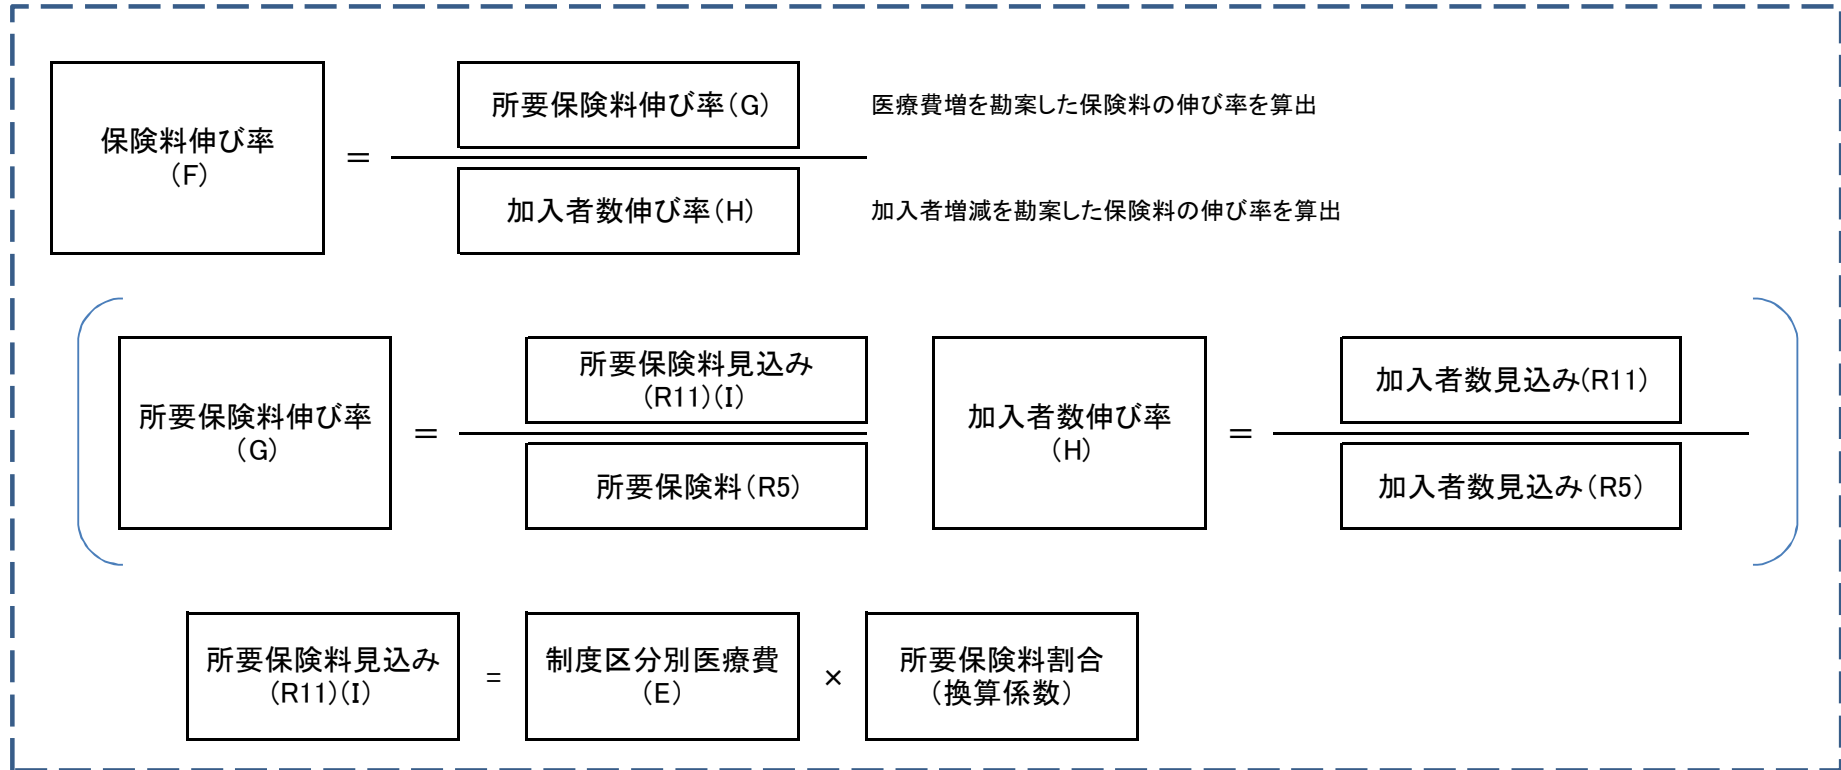 保険料伸び率
(F)
＝
所要保険料伸び率(G)
医療費増を勘案した保険料の伸び率を算出
加入者数伸び率(H)
加入者増減を勘案した保険料の伸び率を算出
所要保険料伸び率
(G)
＝
所要保険料見込み
(R11)(I)
所要保険料(R5)
加入者数伸び率
(H)
＝
加入者数見込み(R11)
加入者数見込み(R5)
所要保険料見込み
(R11)(I)
=
制度区分別医療費
(E)
×
所要保険料割合
(換算係数)